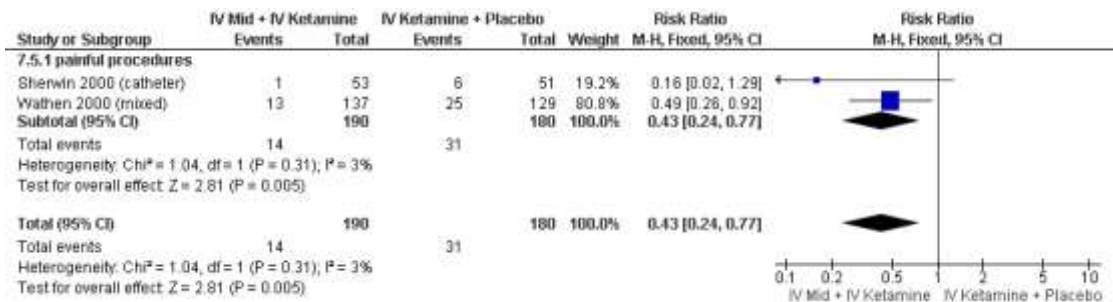 IV Mid + IV Ketamine IV Ketamine + Placebo Risk Ratio Risk Ratio
Study or Subgroup Events Total Events Total Weight M-H, Fixed, 95% CI M-H, Fixed, 95% CI
7.5.1 painful procedures
Sherwin 2000 (catheter) 1 53 6 51 19.2% 0.16 [0.02, 1.29]
Wathen 2000 (mixed) 13 137 25 129 80.8% 0.49 [0.26, 0.92]
Subtotal (95% CI) 190 180 100.0% 0.43 [0.24, 0.77]
Total events 14 31
Heterogeneity: Chi² = 1.04, df = 1 (P = 0.31); I² = 3%
Test for overall effect: Z = 2.81 (P = 0.005)
Total (95% CI) 190 180 100.0% 0.43 [0.24, 0.77]
Total events 14 31
Heterogeneity: Chi² = 1.04, df = 1 (P = 0.31); I² = 3%
Test for overall effect: Z = 2.81 (P = 0.005)
0.1 0.2 0.5 1 2 5 10
IV Mid + IV Ketamine IV Ketamine + Placebo